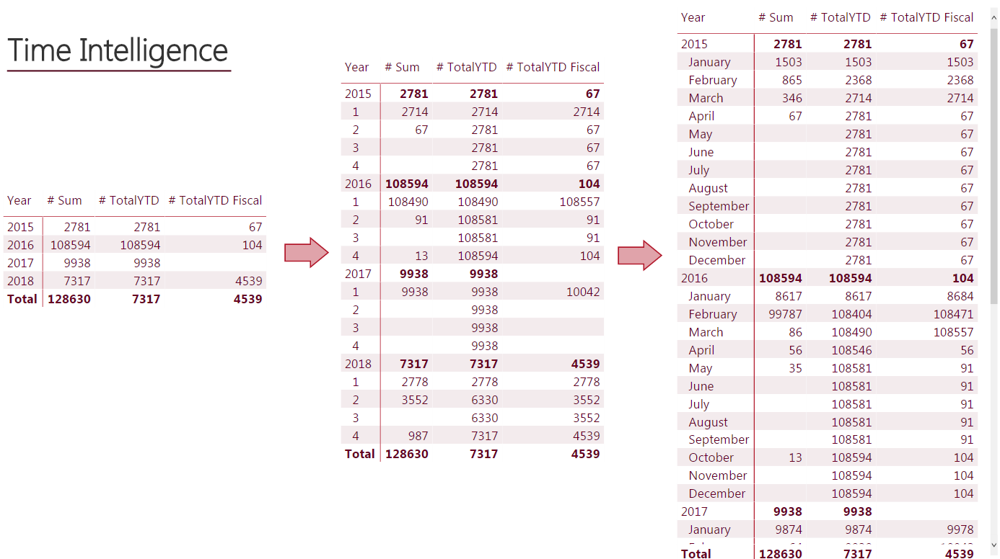 Time Intelligence
Year # Sum # TotalYTD # TotalYTD Fiscal
2015 2781 2781 67
2016 108594 108594 104
2017 9938 9938
2018 7317 7317 4539
Total 128630 7317 4539
Year # Sum # TotalYTD # TotalYTD Fiscal
2015 2781 2781 67
1 2714 2714 2714
2 67 2781 67
3 2781 67
4 2781 67
2016 108594 108594 104
1 108490 108490 108557
2 91 108581 91
3 108581 91
4 13 108594 104
2017 9938 9938
1 9938 9938 10042
2 9938
3 9938
4 9938
2018 7317 7317 4539
1 2778 2778 2778
2 3552 6330 3552
3 6330 3552
4 987 7317 4539
Total 128630 7317 4539
Year # Sum # TotalYTD # TotalYTD Fiscal
2015 2781 2781 67
January 1503 1503 1503
February 865 2368 2368
March 346 2714 2714
April 67 2781 67
May 2781 67
June 2781 67
July 2781 67
August 2781 67
September 2781 67
October 2781 67
November 2781 67
December 2781 67
2016 108594 108594 104
January 8617 8617 8684
February 99787 108404 108471
March 86 108490 108557
April 56 108546 56
May 35 108581 91
June 108581 91
July 108581 91
August 108581 91
September 108581 91
October 13 108594 104
November 108594 104
December 108594 104
2017 9938 9938
January 9874 9874 9978
Total 128630 7317 4539